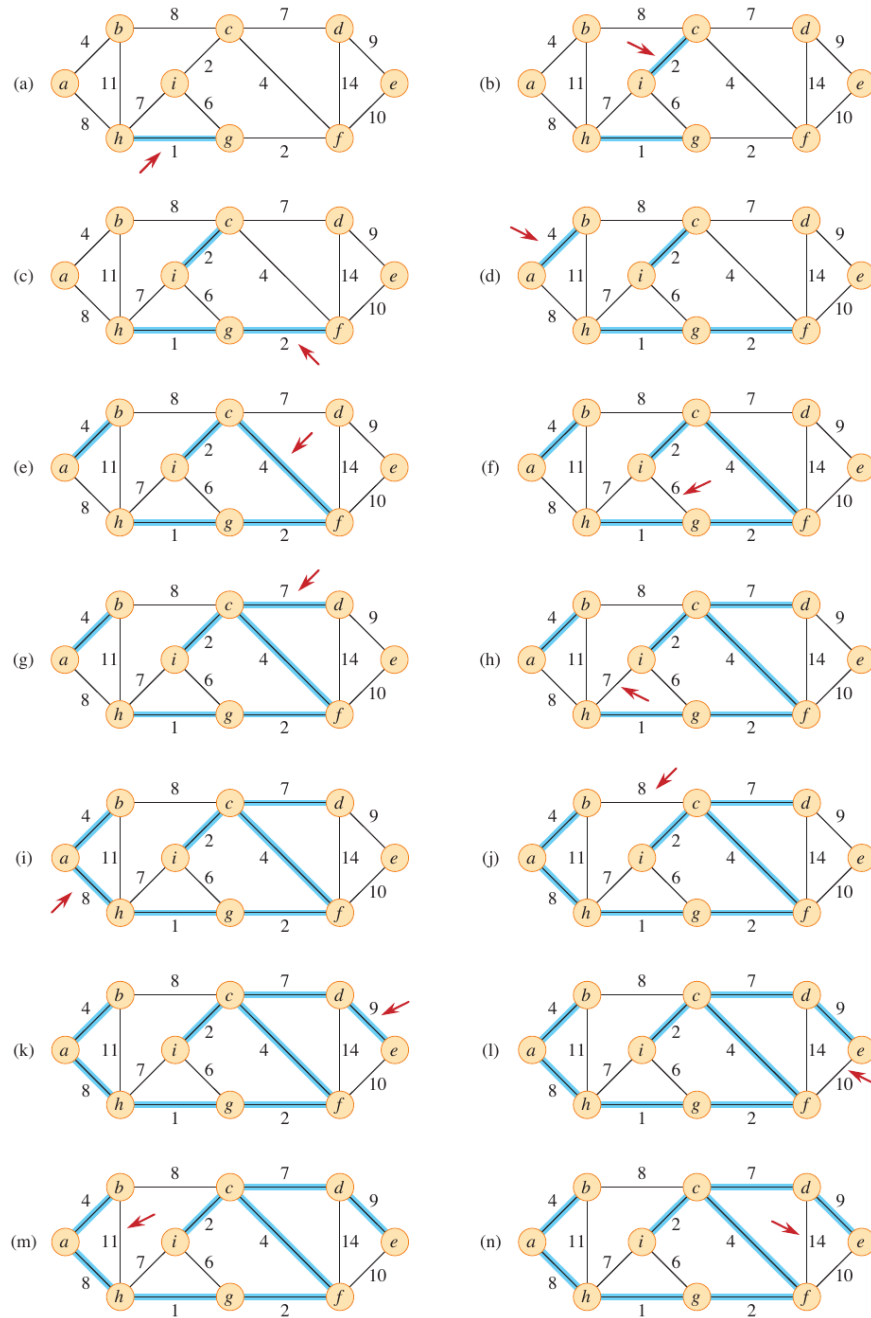 8 7 8 7
b c d b c d
4 9 4 9
2 2
(a) a 11 i 4 14 e (b) a 11 i 4 14 e
7 6 10 7 6 10
8 8
h g f h g f
1 2 1 2
8 7 8 7
b c d b c d
4 9 4 9
2 2
(c) a 11 i 4 14 e (d) a 11 i 4 14 e
7 6 10 7 6 10
8 8
h g f h g f
1 2 1 2
8 7 8 7
b c d b c d
4 9 4 9
2 2
(e) a 11 i 4 14 e (f) a 11 i 4 14 e
7 6 10 7 6 10
8 8
h g f h g f
1 2 1 2
8 7 8 7
b c d b c d
4 9 4 9
2 2
(g) a 11 i 4 14 e (h) a 11 i 4 14 e
7 6 10 7 6 10
8 8
h g f h g f
1 2 1 2
8 7 8 7
b c d b c d
4 9 4 9
2 2
(i) a 11 i 4 14 e (j) a 11 i 4 14 e
7 6 10 7 6 10
8 8
h g f h g f
1 2 1 2
8 7 8 7
b c d b c d
4 9 4 9
2 2
(k) a 11 i 4 14 e (l) a 11 i 4 14 e
7 6 10 7 6 10
8 8
h g f h g f
1 2 1 2
8 7 8 7
b c d b c d
4 9 4 9
2 2
(m) a 11 i 4 14 e (n) a 11 i 4 14 e
7 6 10 7 6 10
8 8
h g f h g f
1 2 1 2